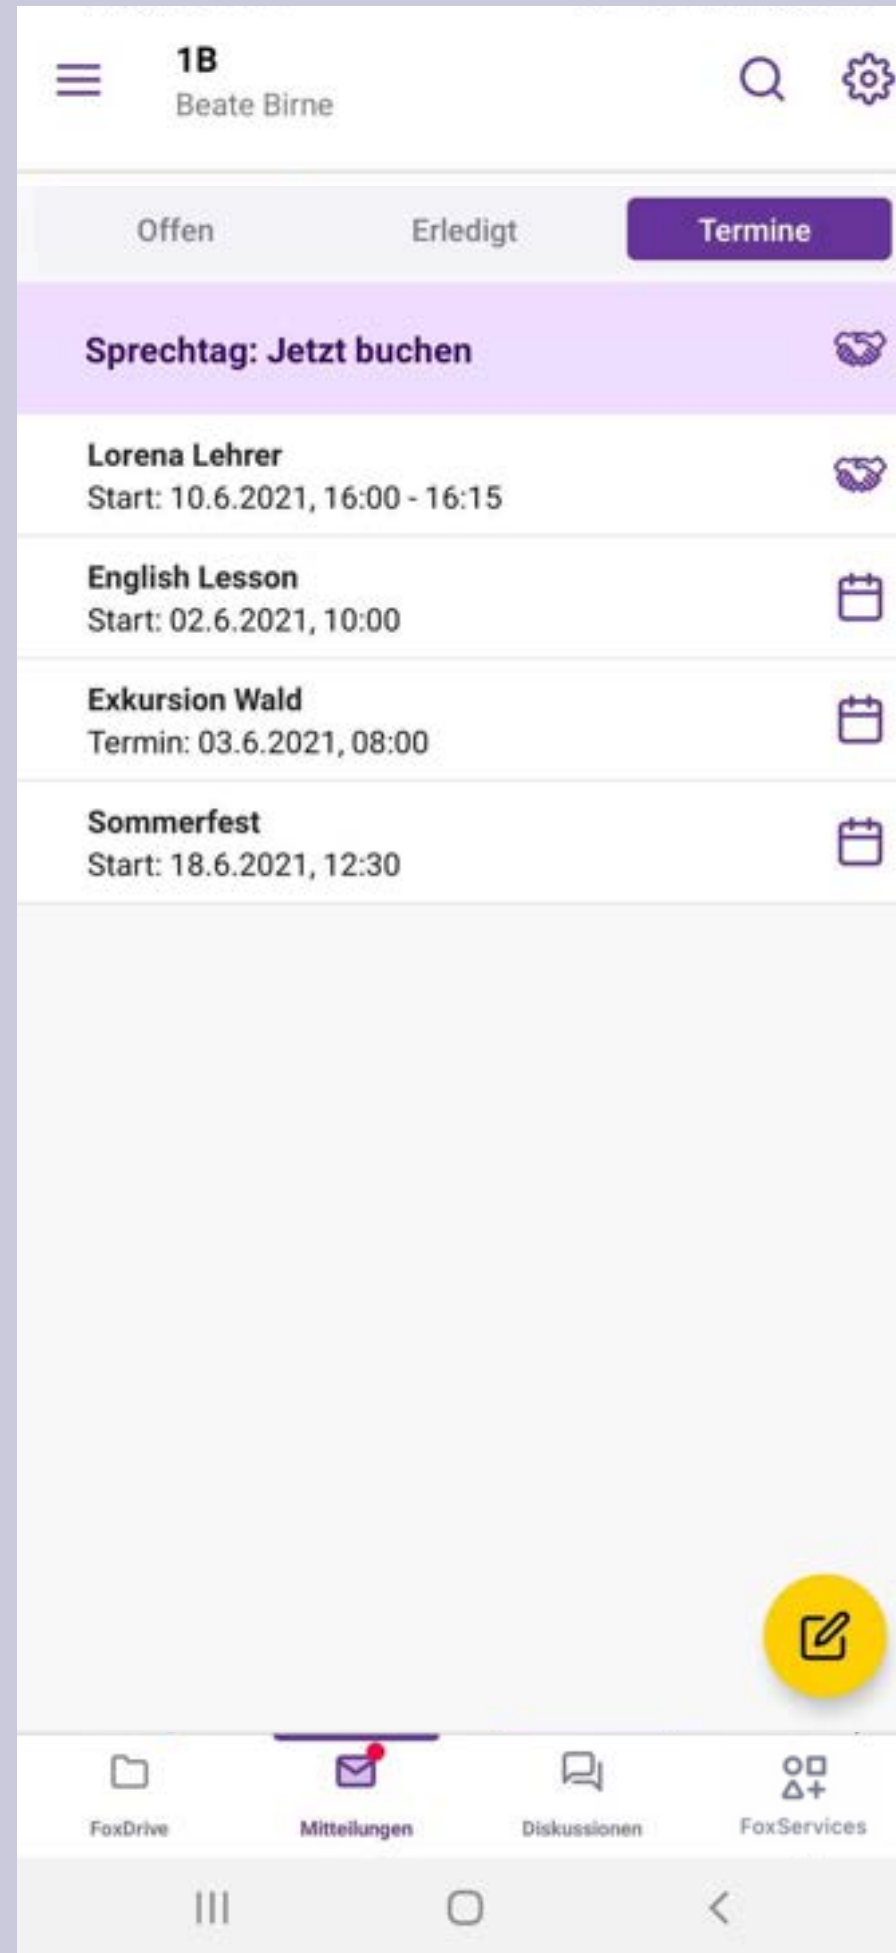 1B
Beate Birne
Offen Erledigt Termine
Sprechtag: Jetzt buchen
Lorena Lehrer
Start: 10.6.2021, 16:00 - 16:15
English Lesson
Start: 02.6.2021, 10:00
Exkursion Wald
Termin: 03.6.2021, 08:00
Sommerfest
Start: 18.6.2021, 12:30
FoxDrive Mitteilungen Diskussionen FoxServices